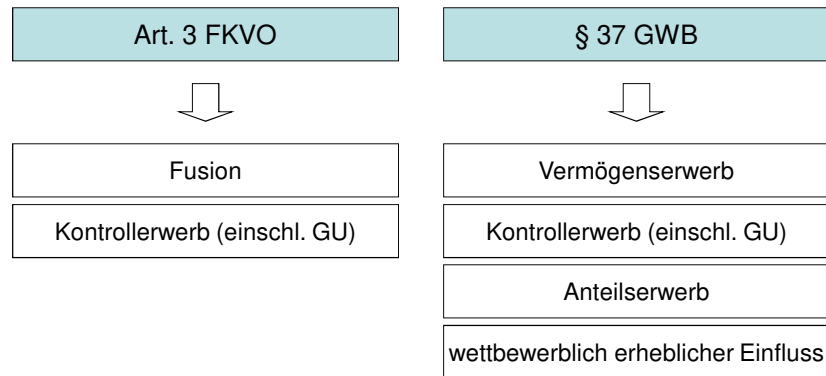 Art. 3 FKVO
§ 37 GWB
Fusion
Vermögenserwerb
Kontrollerwerb (einschl. GU)
Kontrollerwerb (einschl. GU)
Anteilserwerb
wettbewerblich erheblicher Einfluss